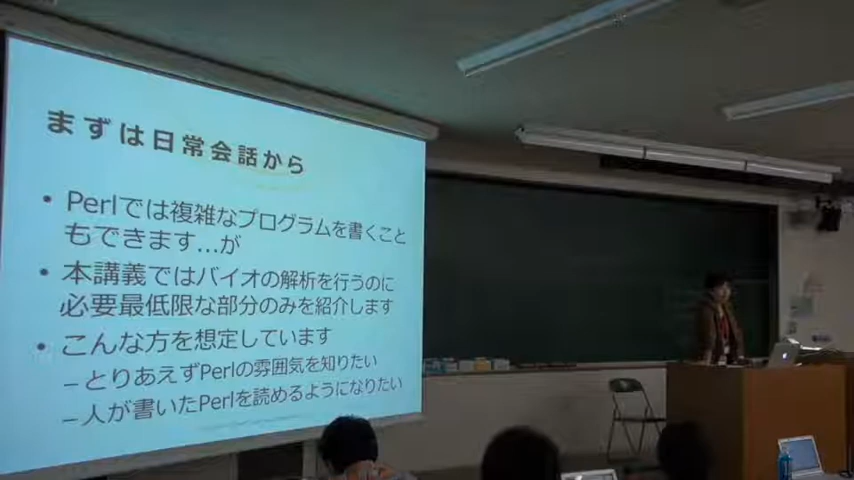 まずは日常会話から
• Perlでは複雑なプログラムを書くこと
もできます…が
• 本講義ではバイオの解析を行うのに
必要最低限な部分のみを紹介します
• こんな方を想定しています
– とりあえずPerlの雰囲気を知りたい
– 人が書いたPerlを読めるようになりたい